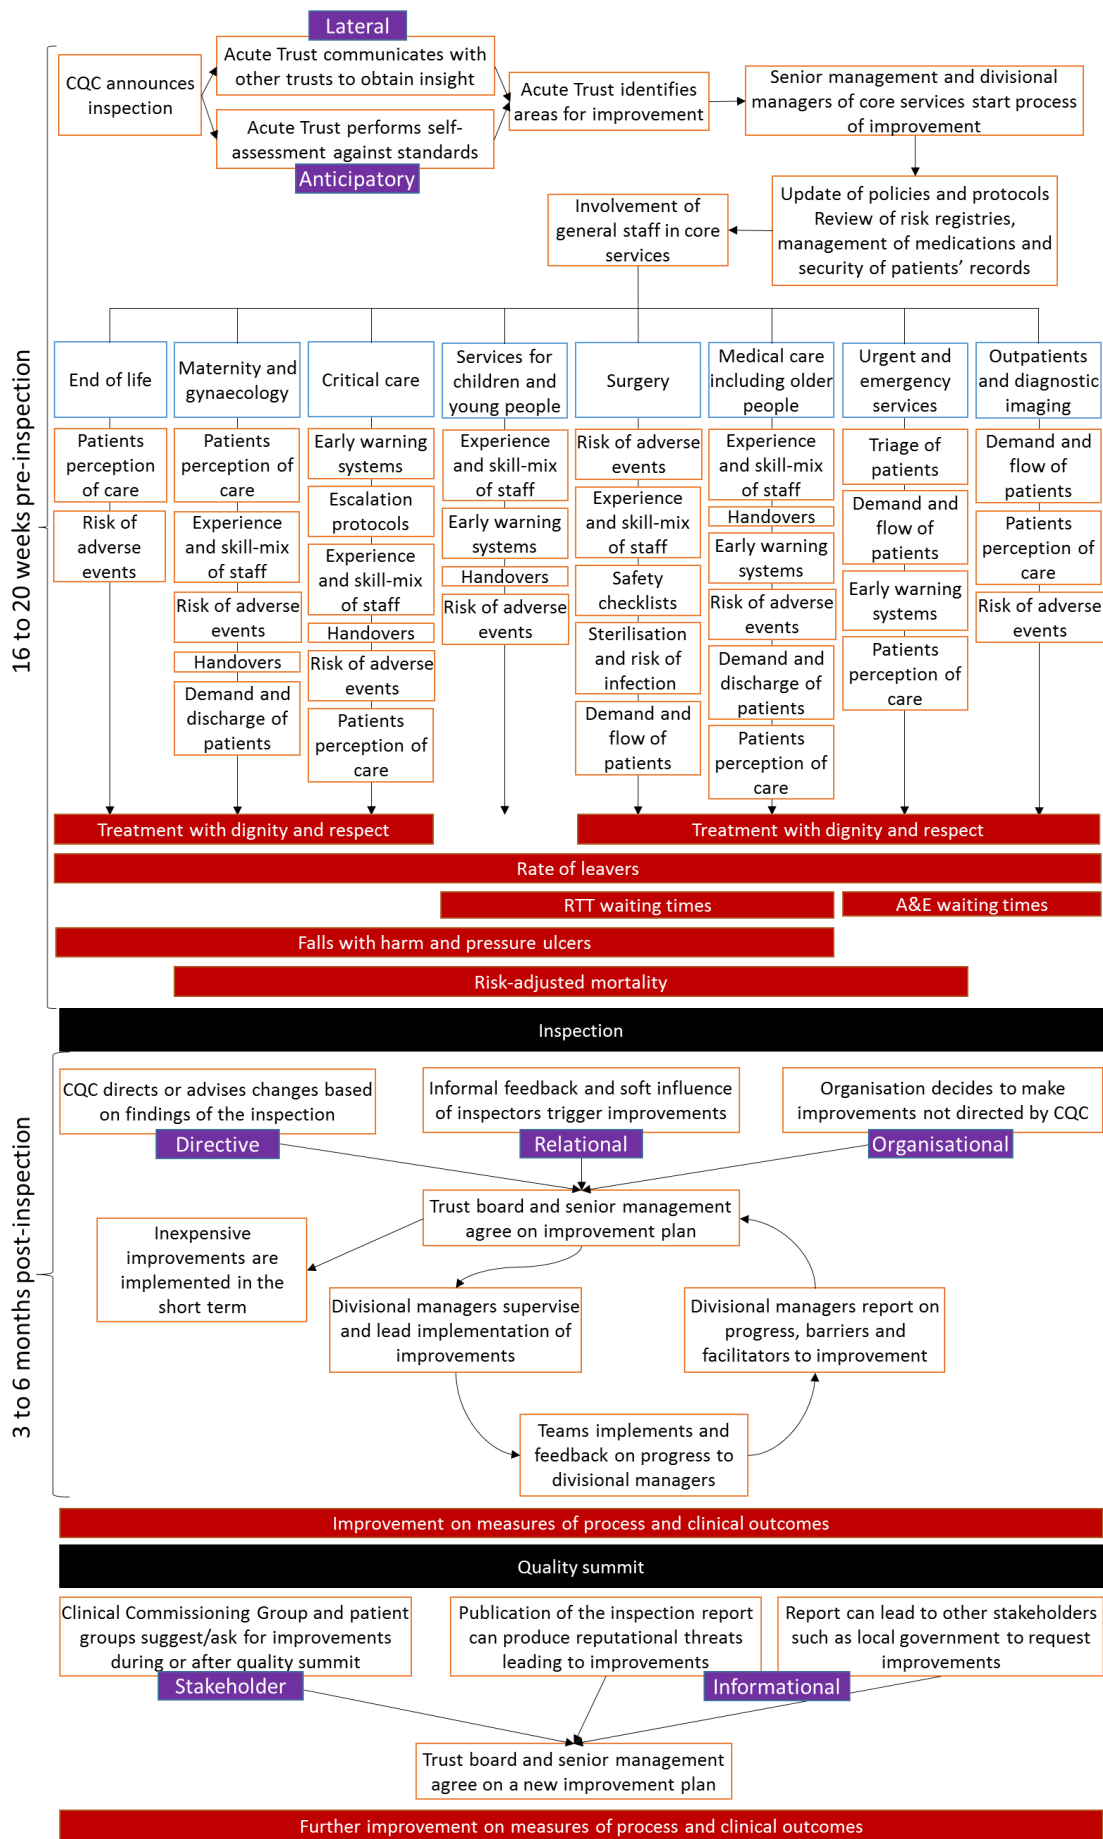 Lateral
CQC announces
inspection
Acute Trust communicates with
other trusts to obtain insight
Acute Trust performs self-
assessment against standards
Anticipatory
Acute Trust identifies
areas for improvement
Senior management and divisional
managers of core services start process
of improvement
Update of policies and protocols
Review of risk registries,
management of medications and
security of patients’ records
Involvement of
general staff in core
services
16 to 20 weeks pre-inspection
End of life
Patients
perception
of care
Risk of
adverse
events
Maternity and
gynaecology
Patients
perception of
care
Experience
and skill-mix
of staff
Risk of adverse
events
Handovers
Demand and
discharge of
patients
Critical care
Early warning
systems
Escalation
protocols
Experience
and skill-mix
of staff
Handovers
Risk of adverse
events
Patients
perception of
care
Services for
children and
young people
Experience
and skill-mix
of staff
Early warning
systems
Handovers
Risk of adverse
events
Surgery
Risk of adverse
events
Experience
and skill-mix
of staff
Safety
checklists
Sterilisation
and risk of
infection
Demand and
flow of
patients
Medical care
including older
people
Experience
and skill-mix
of staff
Handovers
Early warning
systems
Risk of adverse
events
Demand and
discharge of
patients
Patients
perception of
care
Urgent and
emergency
services
Triage of
patients
Demand and
flow of
patients
Early warning
systems
Patients
perception of
care
Outpatients
and diagnostic
imaging
Demand and
flow of
patients
Patients
perception of
care
Risk of adverse
events
Treatment with dignity and respect
Treatment with dignity and respect
Rate of leavers
RTT waiting times
A&E waiting times
Falls with harm and pressure ulcers
Risk-adjusted mortality
Inspection
3 to 6 months post-inspection
CQC directs or advises changes based
on findings of the inspection
Directive
Informal feedback and soft influence
of inspectors trigger improvements
Relational
Organisation decides to make
improvements not directed by CQC
Organisational
Trust board and senior management
agree on improvement plan
Inexpensive
improvements are
implemented in the
short term
Divisional managers supervise
and lead implementation of
improvements
Divisional managers report on
progress, barriers and
facilitators to improvement
Teams implements and
feedback on progress to
divisional managers
Improvement on measures of process and clinical outcomes
Quality summit
Clinical Commissioning Group and patient
groups suggest/ask for improvements
during or after quality summit
Stakeholder
Publication of the inspection report
can produce reputational threats
leading to improvements
Report can lead to other stakeholders
such as local government to request
improvements
Informational
Trust board and senior management
agree on a new improvement plan
Further improvement on measures of process and clinical outcomes